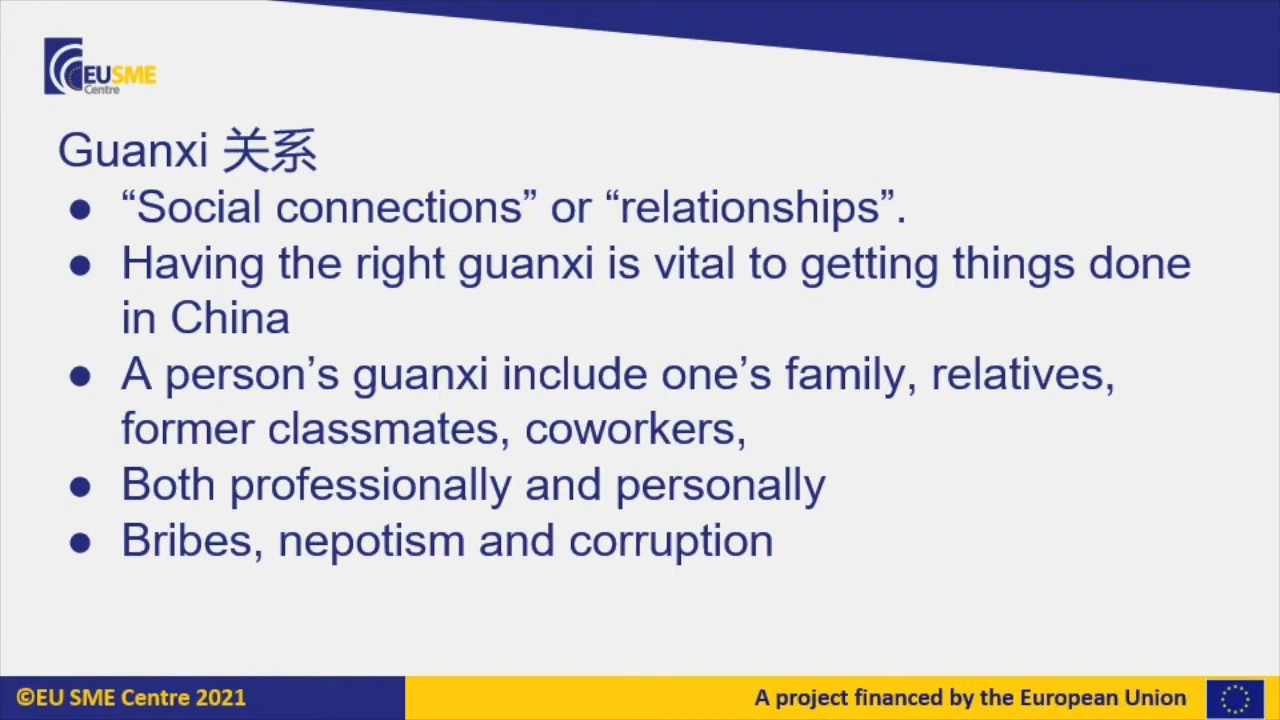 EUSME
Centre
Guanxi 关系
● “Social connections” or “relationships”.
● Having the right guanxi is vital to getting things done
in China
● A person’s guanxi include one’s family, relatives,
former classmates, coworkers,
● Both professionally and personally
● Bribes, nepotism and corruption
©EU SME Centre 2021
A project financed by the European Union